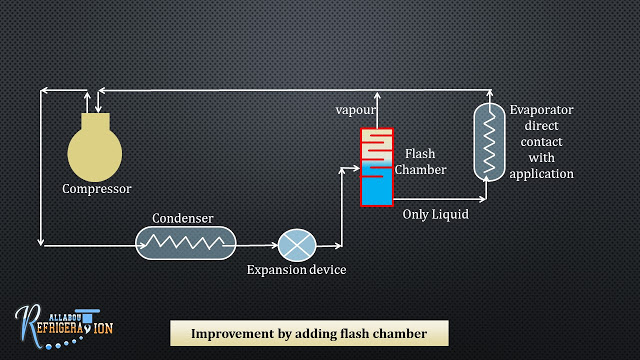 vapour
Evaporator
direct
contact
with
application
Flash
Chamber
Compressor
Only Liquid
Condenser
Expansion device
ALLABOU
REFRIGERATION
Improvement by adding flash chamber